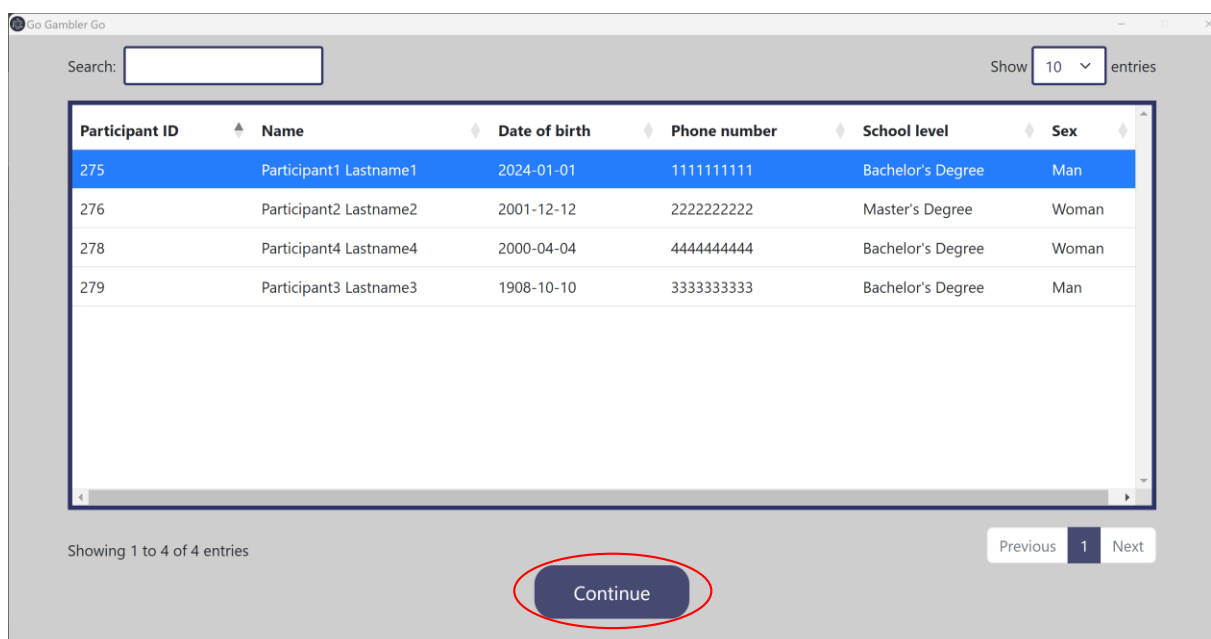 Go Gambler Go
Search: Show 10 entries
Participant ID Name Date of birth Phone number School level Sex
275 Participant1 Lastname1 2024-01-01 1111111111 Bachelor's Degree Man
276 Participant2 Lastname2 2001-12-12 2222222222 Master's Degree Woman
278 Participant4 Lastname4 2000-04-04 4444444444 Bachelor's Degree Woman
279 Participant3 Lastname3 1908-10-10 3333333333 Bachelor's Degree Man
Showing 1 to 4 of 4 entries Previous 1 Next
Continue